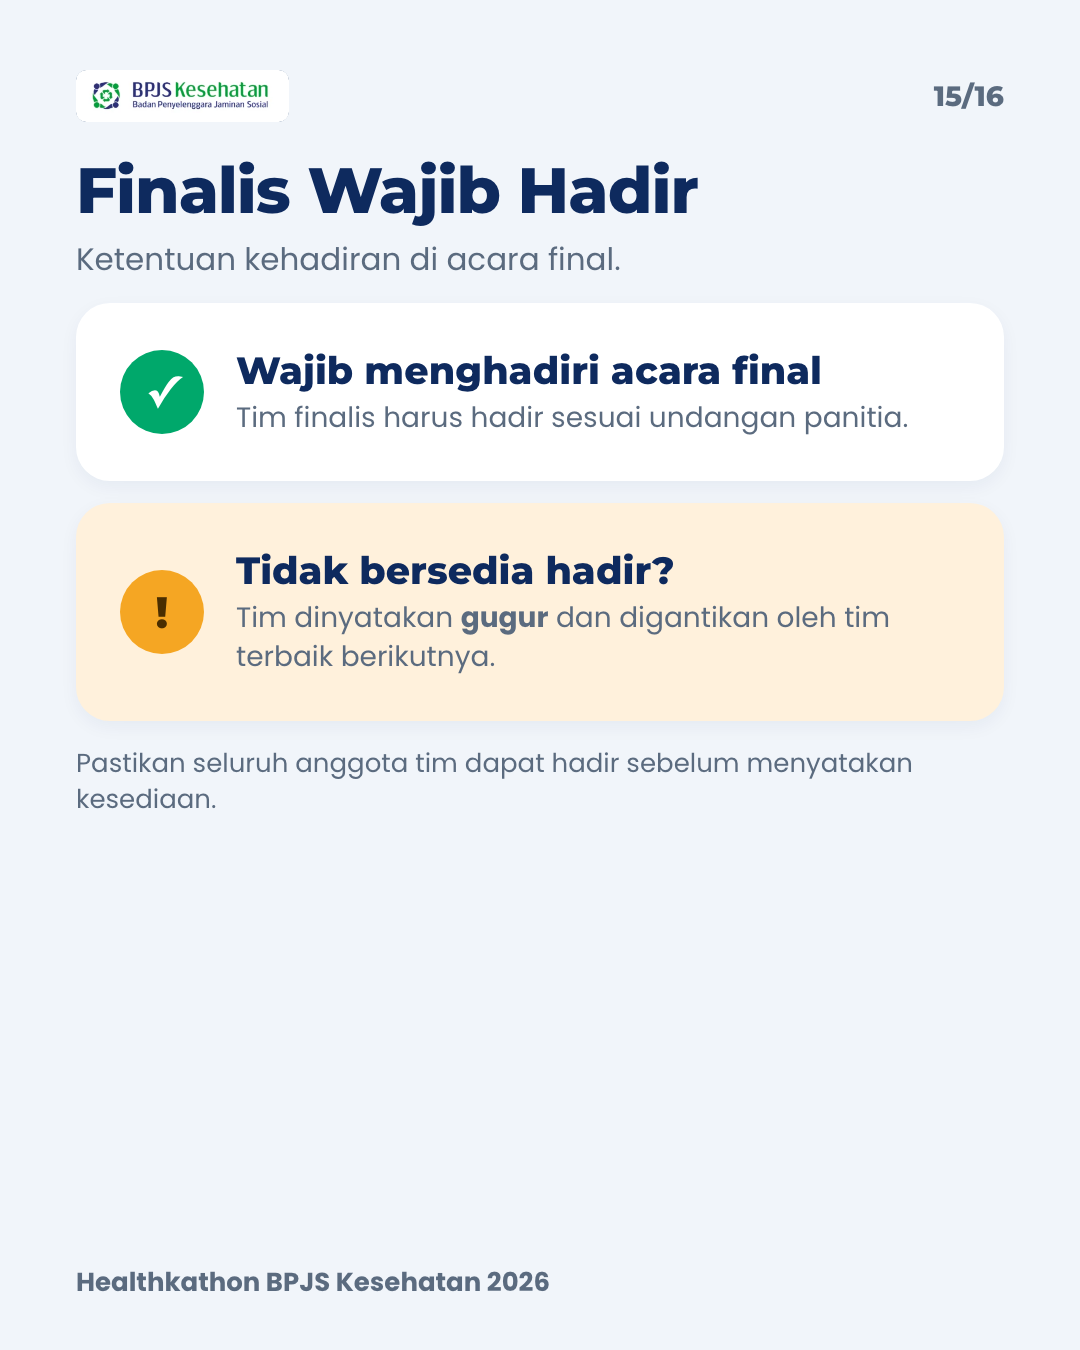 BPJS Kesehatan
Badan Penyelenggara Jaminan Sosial
15/16
Finalis Wajib Hadir
Ketentuan kehadiran di acara final.
✓
Wajib menghadiri acara final
Tim finalis harus hadir sesuai undangan panitia.
!
Tidak bersedia hadir?
Tim dinyatakan gugur dan digantikan oleh tim
terbaik berikutnya.
Pastikan seluruh anggota tim dapat hadir sebelum menyatakan
kesediaan.
Healthkathon BPJS Kesehatan 2026